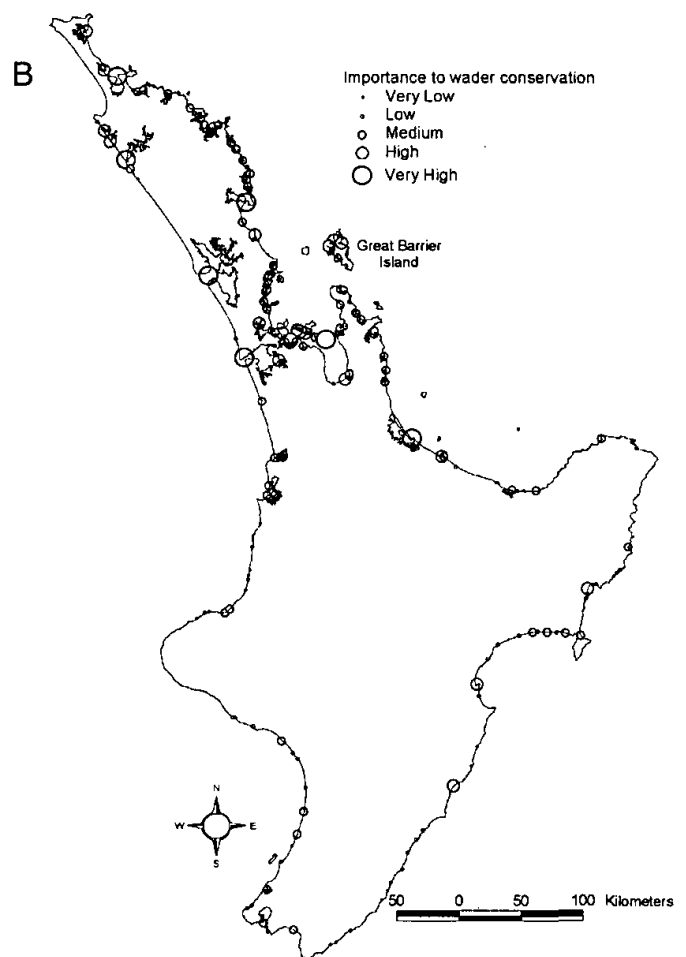 B
Importance to wader conservation
Very Low
Low
Medium
High
Very High
Great Barrier
Island
N
W E
S
50 0 50 100 Kilometers